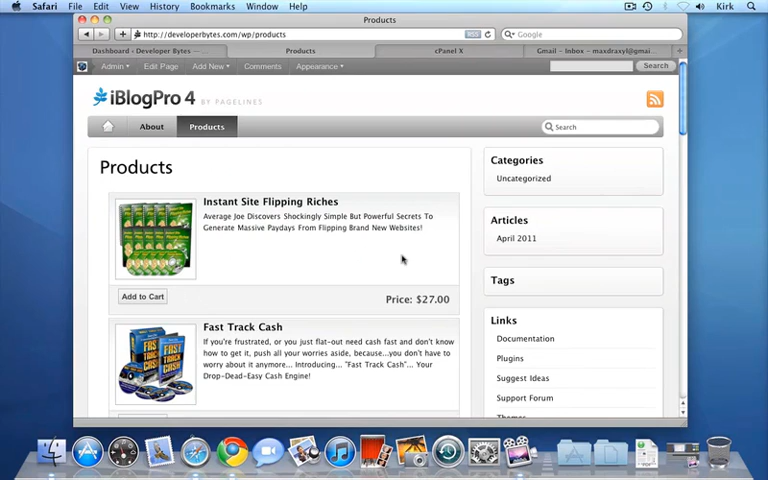 Safari File Edit View History Bookmarks Window Help Kirk
Products
http://developerbytes.com/wp/products RSS Google
Dashboard ‹ Developer Bytes — ... Products cPanel X Gmail - Inbox - maxdraxyl@gmai...
Admin Edit Page Add New Comments Appearance Search
iBlogPro 4 BY PAGELINES
About Products Search
Products
Instant Site Flipping Riches
Average Joe Discovers Shockingly Simple But Powerful Secrets To
Generate Massive Paydays From Flipping Brand New Websites!
Add to Cart Price: $27.00
Fast Track Cash
If you're frustrated, or you just flat-out need cash fast and don't know
how to get it, push all your worries aside, because...you don't have to
worry about it anymore... Introducing... "Fast Track Cash"... Your
Drop-Dead-Easy Cash Engine!
FAST TRACK CASH
Categories
Uncategorized
Articles
April 2011
Tags
Links
Documentation
Plugins
Suggest Ideas
Support Forum
Themes